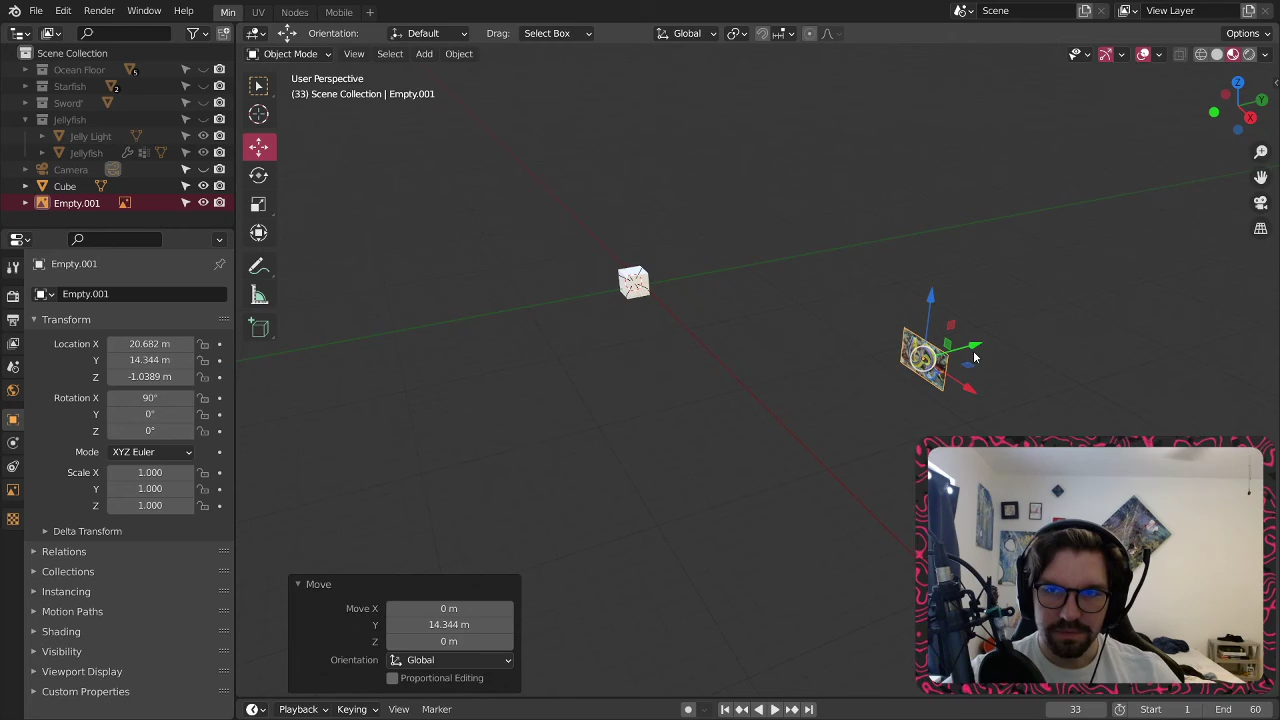 File Edit Render Window Help Min UV Nodes Mobile + Scene View Layer
Orientation: Default Drag: Select Box Global Options
Object Mode View Select Add Object
Scene Collection
Ocean Floor 5
Starfish 2
Sword'
Jellyfish
Jelly Light
Jellyfish
Camera
Cube
Empty.001
User Perspective
(33) Scene Collection | Empty.001
Z
Y
X
Empty.001
Empty.001
Transform
Location X 20.682 m
Y 14.344 m
Z -1.0389 m
Rotation X 90°
Y 0°
Z 0°
Mode XYZ Euler
Scale X 1.000
Y 1.000
Z 1.000
Delta Transform
Relations
Collections
Instancing
Motion Paths
Shading
Visibility
Viewport Display
Custom Properties
Move
Move X 0 m
Y 14.344 m
Z 0 m
Orientation Global
Proportional Editing
Playback Keying View Marker 33 Start 1 End 60